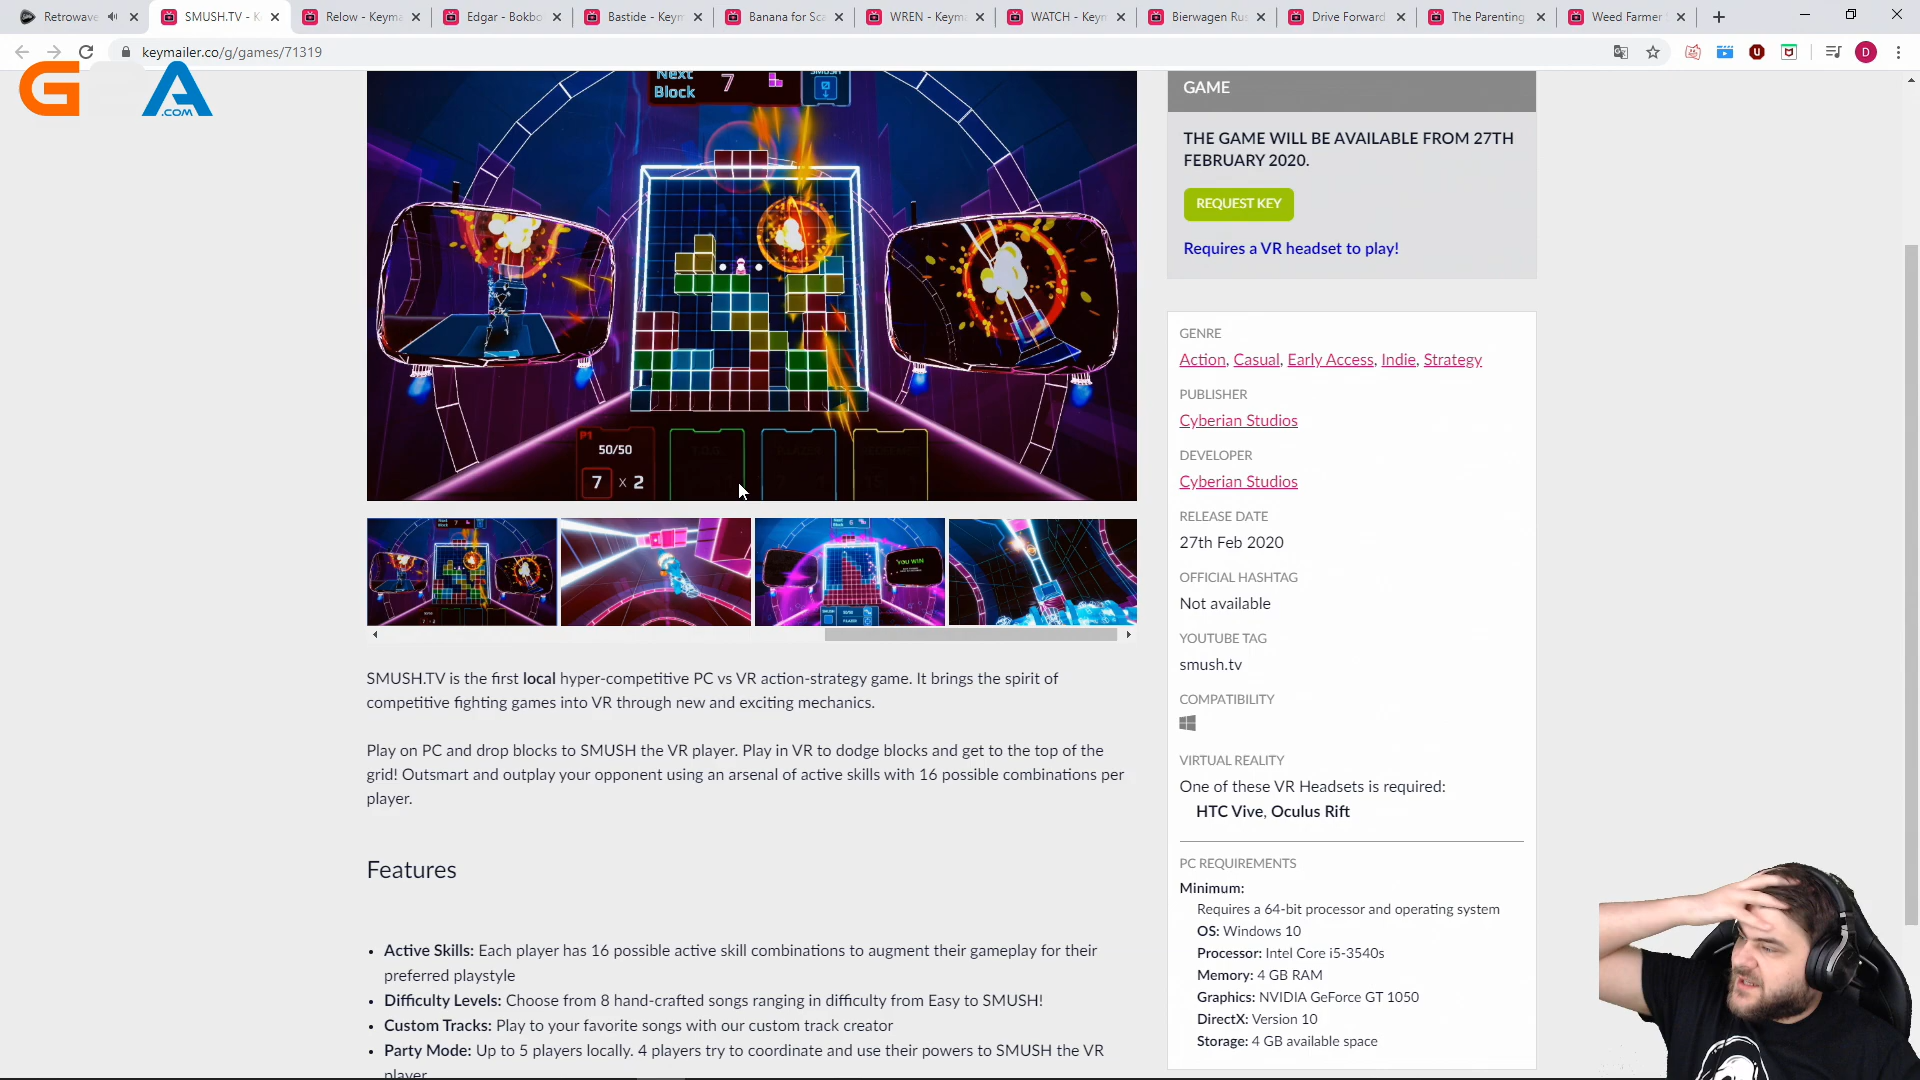 Retrowave
SMUSH.TV - K
Relow - Keyma
Edgar - Bokbo
Bastide - Keym
Banana for Sca
WREN - Keyma
WATCH - Keym
Bierwagen Rus
Drive Forward
The Parenting
Weed Farmer
keymailer.co/g/games/71319
D
.COM
Next
Block
7
SMUSH
P1
50/50
7 x 2
YOU WIN
GAME
THE GAME WILL BE AVAILABLE FROM 27TH
FEBRUARY 2020.
REQUEST KEY
Requires a VR headset to play!
GENRE
Action, Casual, Early Access, Indie, Strategy
PUBLISHER
Cyberian Studios
DEVELOPER
Cyberian Studios
RELEASE DATE
27th Feb 2020
OFFICIAL HASHTAG
Not available
YOUTUBE TAG
smush.tv
COMPATIBILITY
VIRTUAL REALITY
One of these VR Headsets is required:
HTC Vive, Oculus Rift
PC REQUIREMENTS
Minimum:
Requires a 64-bit processor and operating system
OS: Windows 10
Processor: Intel Core i5-3540s
Memory: 4 GB RAM
Graphics: NVIDIA GeForce GT 1050
DirectX: Version 10
Storage: 4 GB available space
SMUSH.TV is the first local hyper-competitive PC vs VR action-strategy game. It brings the spirit of
competitive fighting games into VR through new and exciting mechanics.
Play on PC and drop blocks to SMUSH the VR player. Play in VR to dodge blocks and get to the top of the
grid! Outsmart and outplay your opponent using an arsenal of active skills with 16 possible combinations per
player.
Features
• Active Skills: Each player has 16 possible active skill combinations to augment their gameplay for their
preferred playstyle
• Difficulty Levels: Choose from 8 hand-crafted songs ranging in difficulty from Easy to SMUSH!
• Custom Tracks: Play to your favorite songs with our custom track creator
• Party Mode: Up to 5 players locally. 4 players try to coordinate and use their powers to SMUSH the VR
player